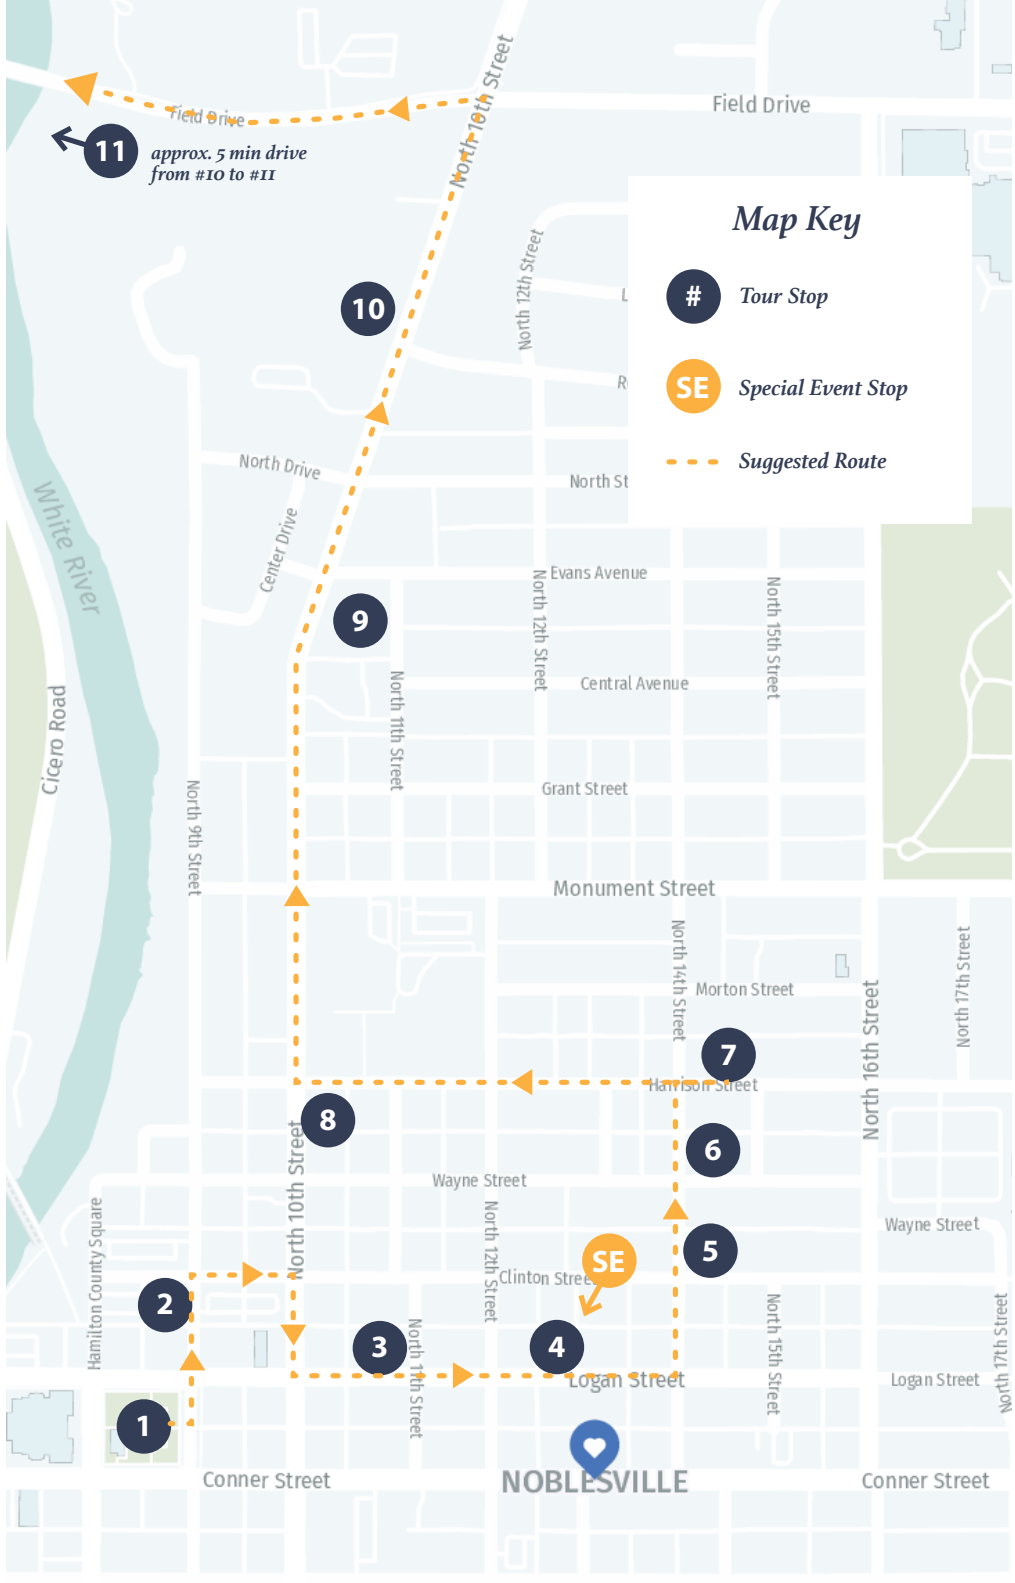 North 10th Street
Field Drive
Field Drive
11
approx. 5 min drive
from #10 to #11
Map Key
#
Tour Stop
SE
Special Event Stop
Suggested Route
North 12th Street
10
L
R
North Drive
North St
White River
Center Drive
Evans Avenue
9
North 12th Street
North 15th Street
Central Avenue
Cicero Road
North 11th Street
Grant Street
North 9th Street
Monument Street
North 14th Street
North 17th Street
Morton Street
North 16th Street
7
Harrison Street
8
6
North 10th Street
Wayne Street
Hamilton County Square
North 12th Street
Wayne Street
5
SE
Clinton Stree
2
North 15th Street
North 17th Street
3
4
North 11th Street
Logan Street
Logan Street
1
Conner Street
NOBLESVILLE
Conner Street